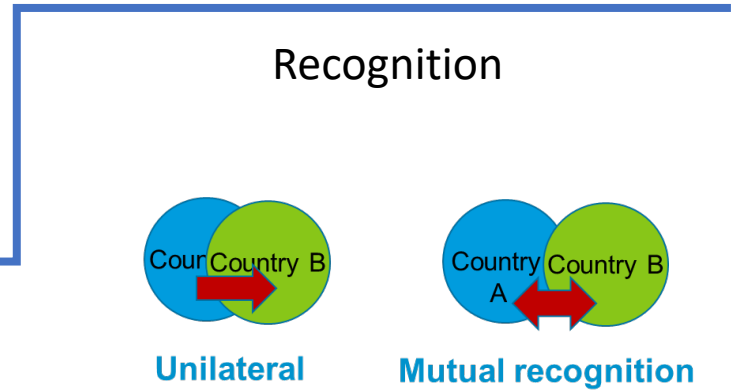 Recognition
Cour Country B
Country Country B
A
Unilateral
Mutual recognition